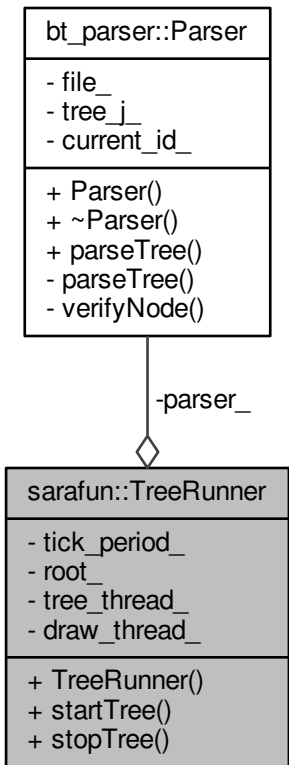 bt_parser::Parser
- file_
- tree_j_
- current_id_
+ Parser()
+ ~Parser()
+ parseTree()
- parseTree()
- verifyNode()
-parser_
sarafun::TreeRunner
- tick_period_
- root_
- tree_thread_
- draw_thread_
+ TreeRunner()
+ startTree()
+ stopTree()